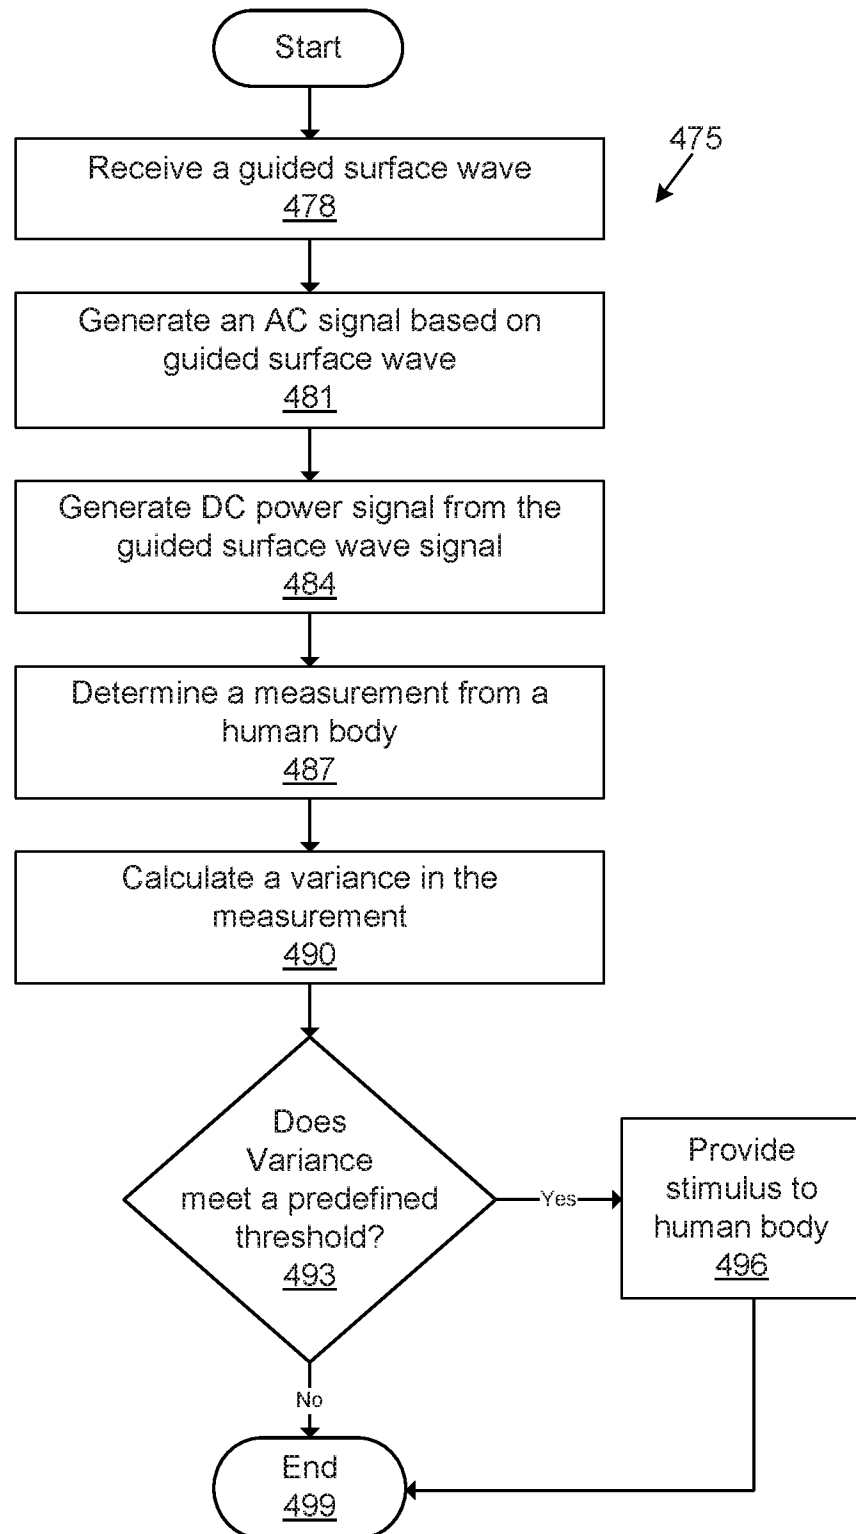 Start
475
Receive a guided surface wave
478
Generate an AC signal based on
guided surface wave
481
Generate DC power signal from the
guided surface wave signal
484
Determine a measurement from a
human body
487
Calculate a variance in the
measurement
490
Does
Variance
meet a predefined
threshold?
493
Yes
Provide
stimulus to
human body
496
No
End
499